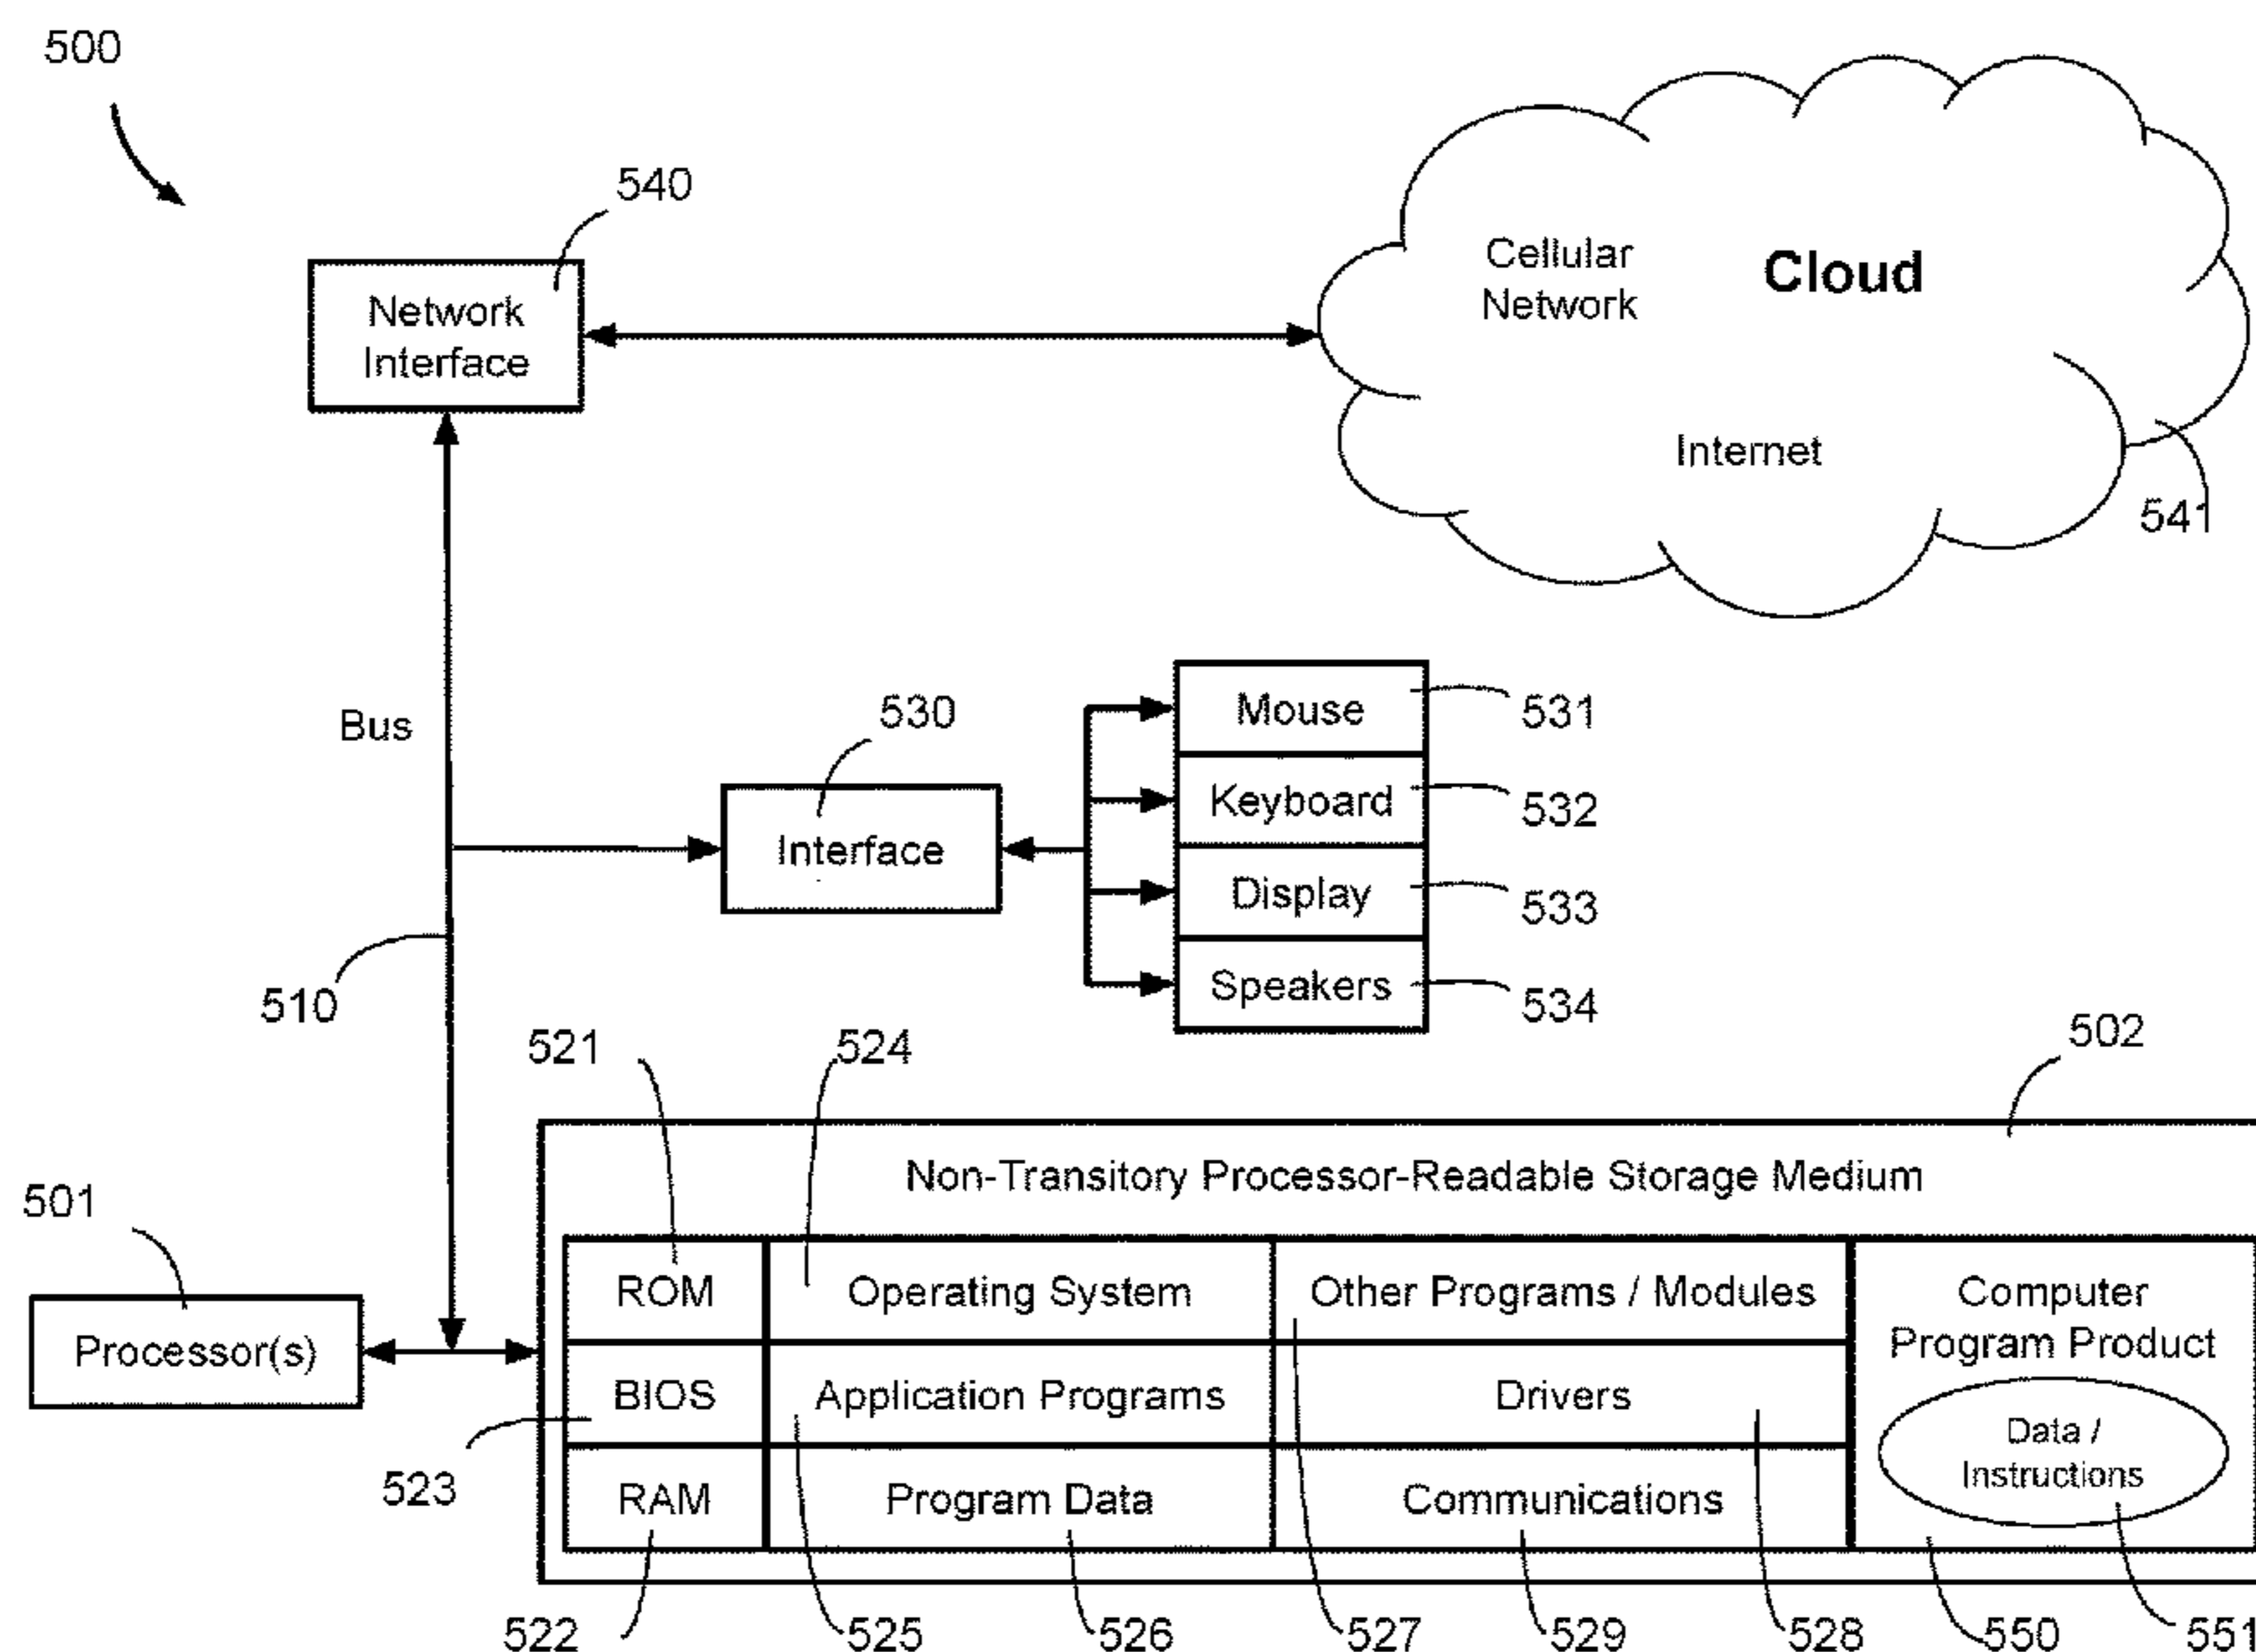 500
540
Network
Interface
Cellular
Network
Cloud
Internet
541
Bus
530
Interface
Mouse
531
Keyboard
532
Display
533
Speakers
534
510
521
524
502
Non-Transitory Processor-Readable Storage Medium
501
Processor(s)
ROM
Operating System
Other Programs / Modules
Computer
Program Product
BIOS
Application Programs
Drivers
Data /
Instructions
523
RAM
Program Data
Communications
522
525
526
527
529
528
550
551